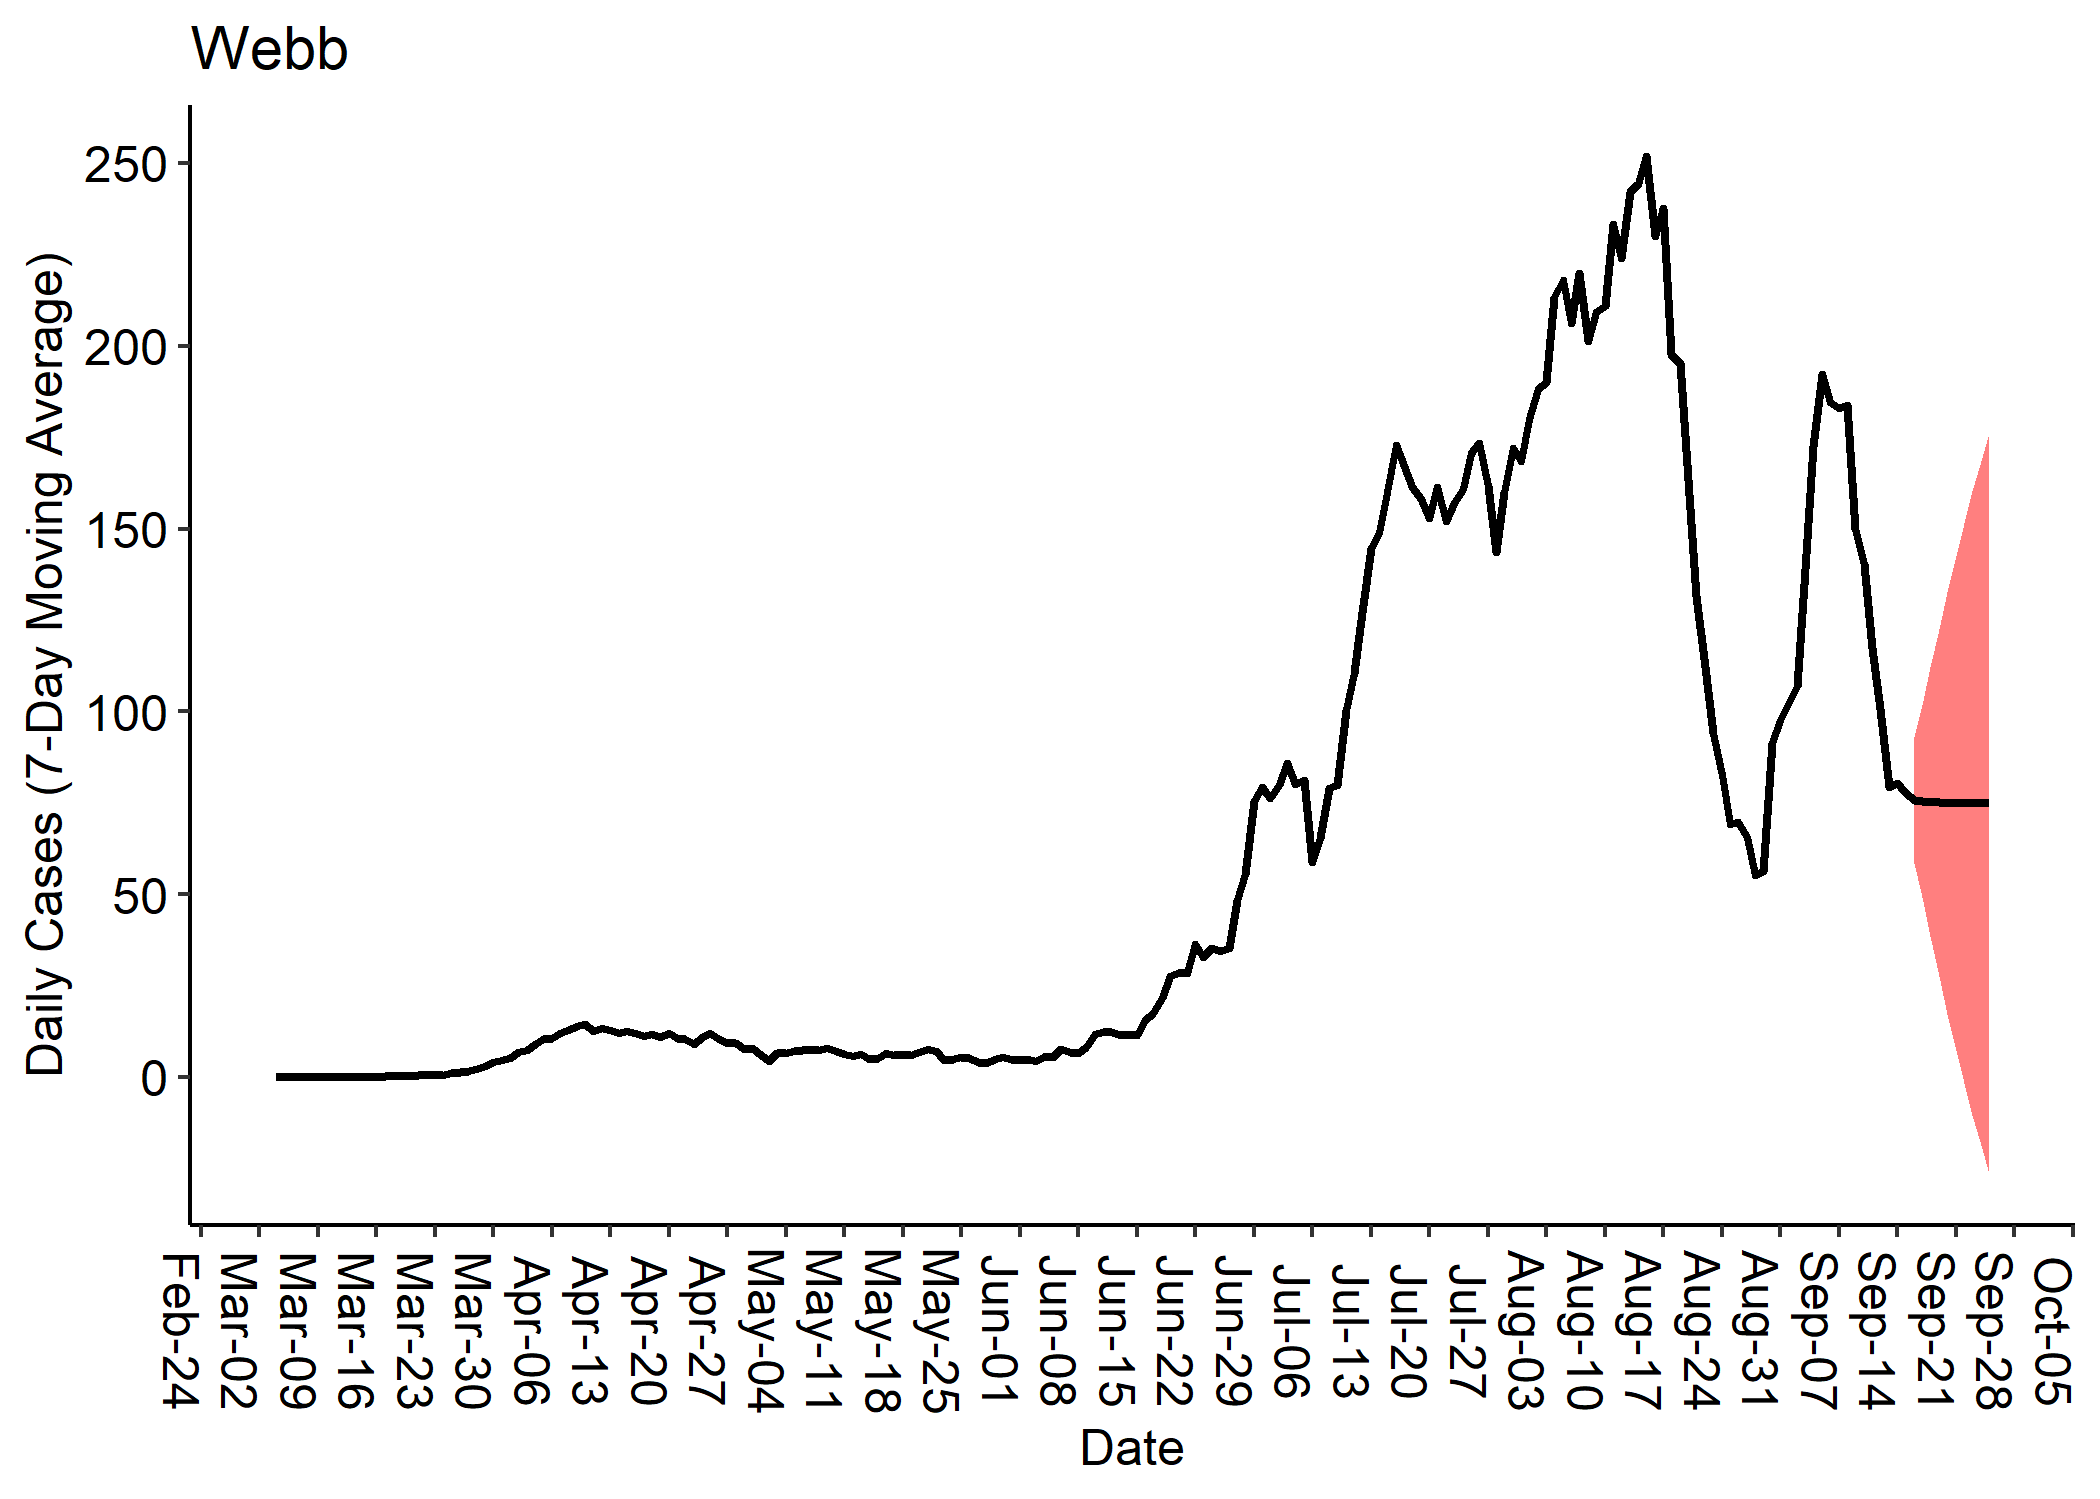 Webb
Daily Cases (7-Day Moving Average)
250
200
150
100
50
0
Feb-24
Mar-02
Mar-09
Mar-16
Mar-23
Mar-30
Apr-06
Apr-13
Apr-20
Apr-27
May-04
May-11
May-18
May-25
Jun-01
Jun-08
Jun-15
Jun-22
Jun-29
Jul-06
Jul-13
Jul-20
Jul-27
Aug-03
Aug-10
Aug-17
Aug-24
Aug-31
Sep-07
Sep-14
Sep-21
Sep-28
Oct-05
Date